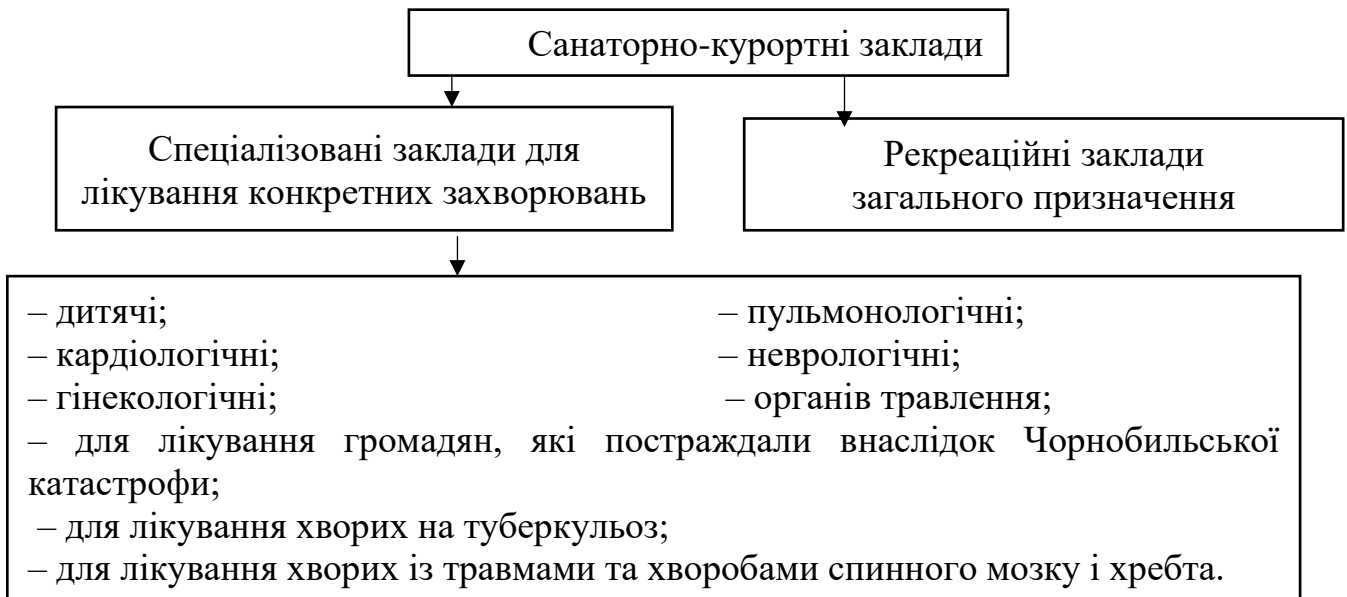 Санаторно-курортні заклади
Спеціалізовані заклади для
лікування конкретних захворювань
Рекреаційні заклади
загального призначення
– дитячі; – пульмонологічні;
– кардіологічні; – неврологічні;
– гінекологічні; – органів травлення;
– для лікування громадян, які постраждали внаслідок Чорнобильської
катастрофи;
– для лікування хворих на туберкульоз;
– для лікування хворих із травмами та хворобами спинного мозку і хребта.